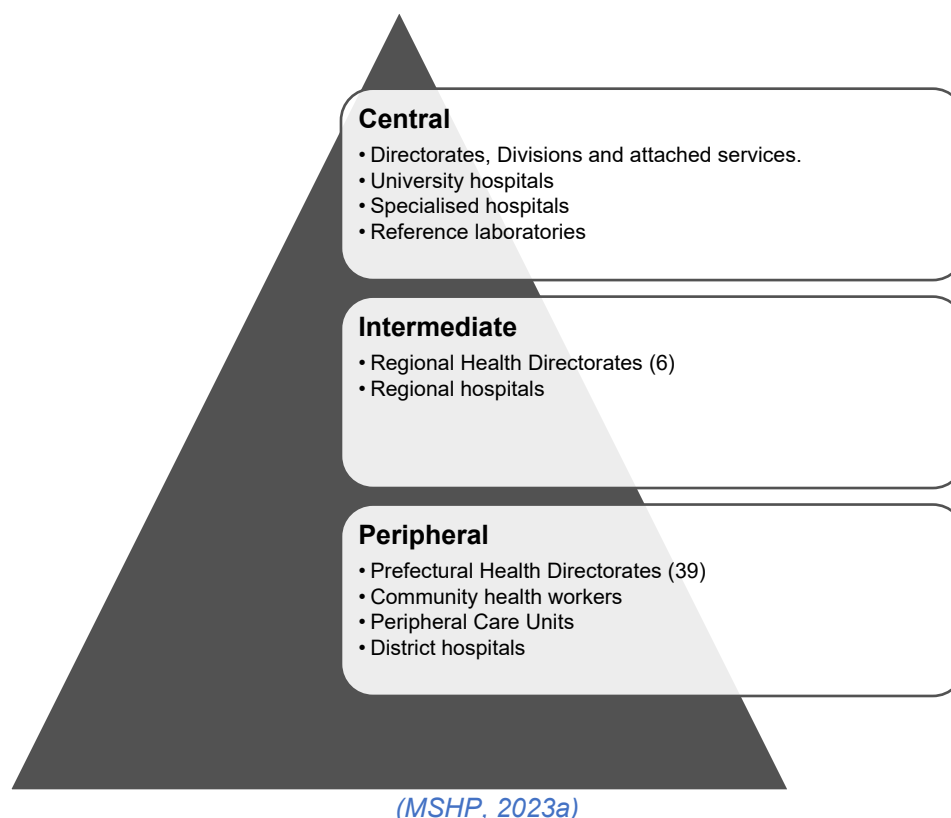 Central
• Directorates, Divisions and attached services.
• University hospitals
• Specialised hospitals
• Reference laboratories
Intermediate
• Regional Health Directorates (6)
• Regional hospitals
Peripheral
• Prefectural Health Directorates (39)
• Community health workers
• Peripheral Care Units
• District hospitals
(MSHP, 2023a)